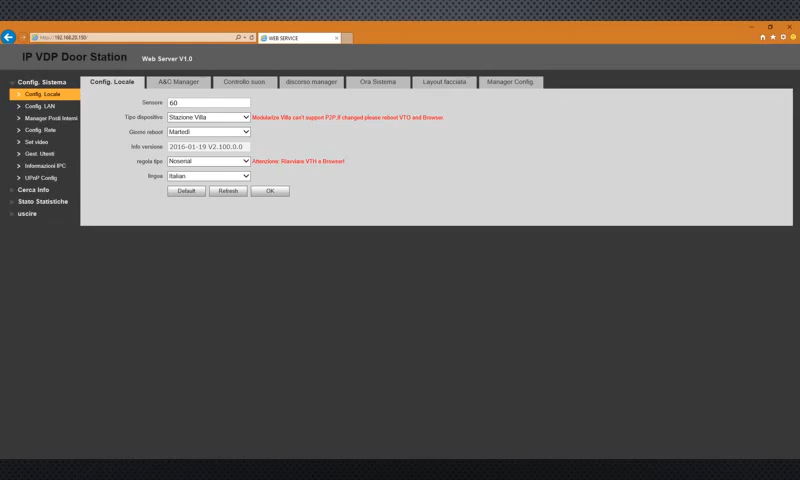 http://192.168.20.150/
WEB SERVICE
IP VDP Door Station
Web Server V1.0
Config. Sistema
Config. Locale
Config. LAN
Manager Posti Interni
Config. Rete
Set video
Gest. Utenti
Informazioni IPC
UPnP Config
Cerca Info
Stato Statistiche
uscire
Config. Locale
A&C Manager
Controllo suon.
discorso manager
Ora Sistema
Layout facciata
Manager Config.
Sensore 60
Tipo dispositivo Stazione Villa Modularize Villa can't support P2P,If changed please reboot VTO and Browser
Giorno reboot Martedì
Info versione 2016-01-19 V2.100.0.0
regola tipo Noserial Attenzione: Riavviare VTH e Browser!
lingua Italian
Default Refresh OK